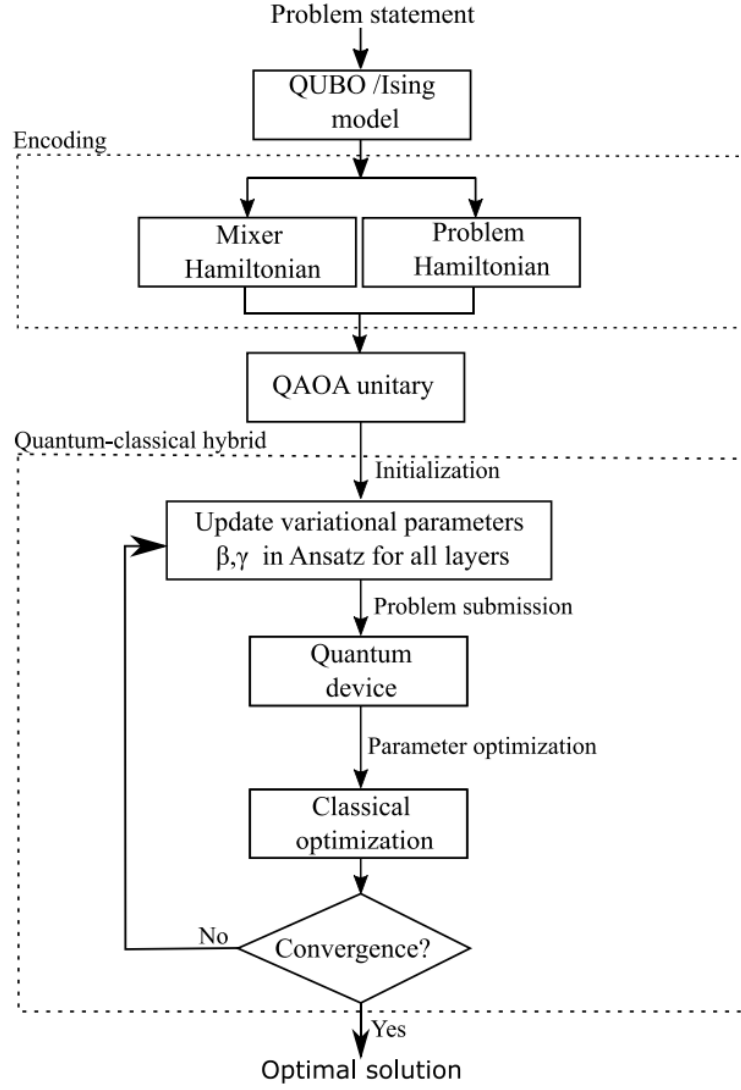 Problem statement
QUBO /Ising
model
Encoding
Mixer
Hamiltonian
Problem
Hamiltonian
QAOA unitary
Quantum-classical hybrid
Initialization
Update variational parameters
β,γ in Ansatz for all layers
Problem submission
Quantum
device
Parameter optimization
Classical
optimization
Convergence?
No
Yes
Optimal solution